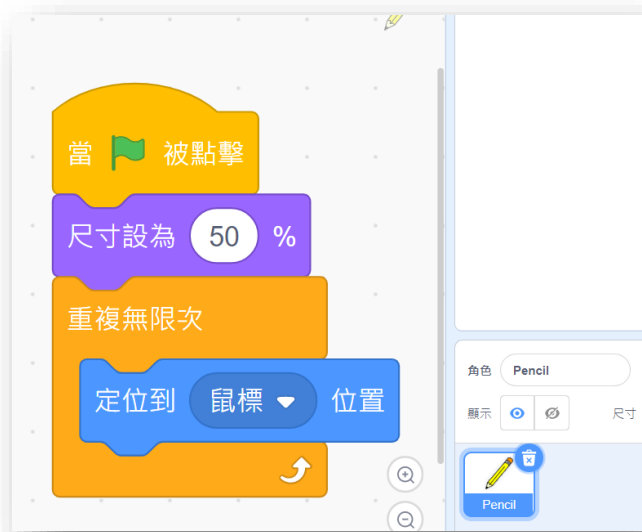 當 被點擊
尺寸設為 50 %
重複無限次
定位到 鼠標 位置
角色 Pencil
顯示 尺寸
Pencil